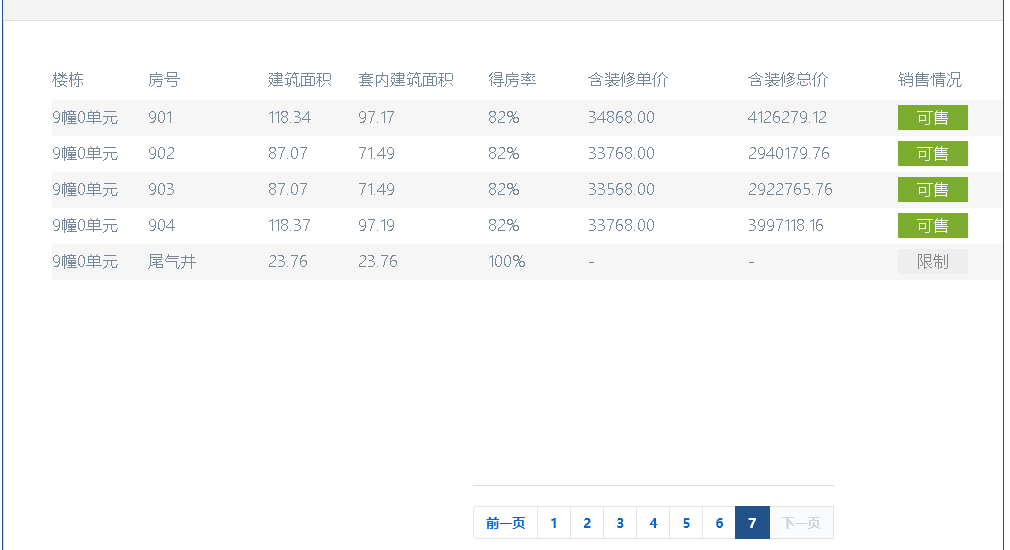 楼栋 房号 建筑面积 套内建筑面积 得房率 含装修单价 含装修总价 销售情况
9幢0单元 901 118.34 97.17 82% 34868.00 4126279.12 可售
9幢0单元 902 87.07 71.49 82% 33768.00 2940179.76 可售
9幢0单元 903 87.07 71.49 82% 33568.00 2922765.76 可售
9幢0单元 904 118.37 97.19 82% 33768.00 3997118.16 可售
9幢0单元 尾气井 23.76 23.76 100% - - 限制
前一页 1 2 3 4 5 6 7 下一页